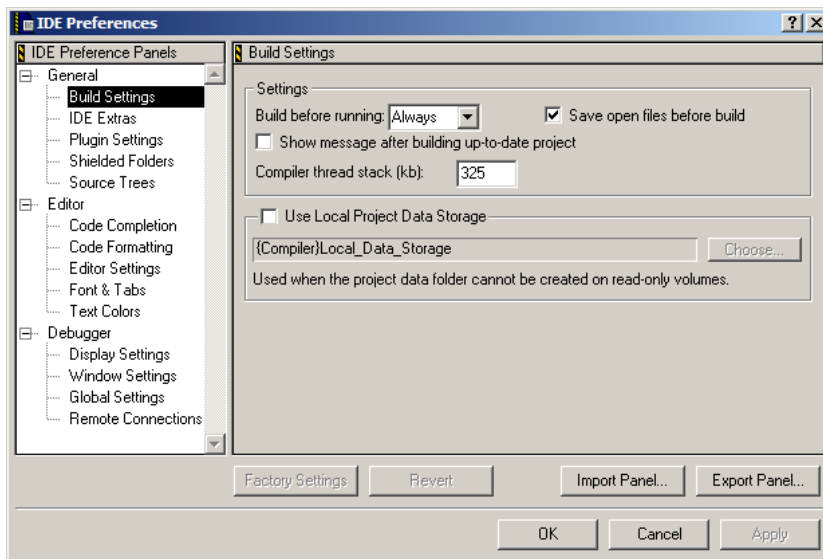 IDE Preferences
IDE Preference Panels
General
Build Settings
IDE Extras
Plugin Settings
Shielded Folders
Source Trees
Editor
Code Completion
Code Formatting
Editor Settings
Font & Tabs
Text Colors
Debugger
Display Settings
Window Settings
Global Settings
Remote Connections
Build Settings
Settings
Build before running: Always Save open files before build
Show message after building up-to-date project
Compiler thread stack (kb): 325
Use Local Project Data Storage
{Compiler}Local_Data_Storage Choose...
Used when the project data folder cannot be created on read-only volumes.
Factory Settings Revert Import Panel... Export Panel...
OK Cancel Apply